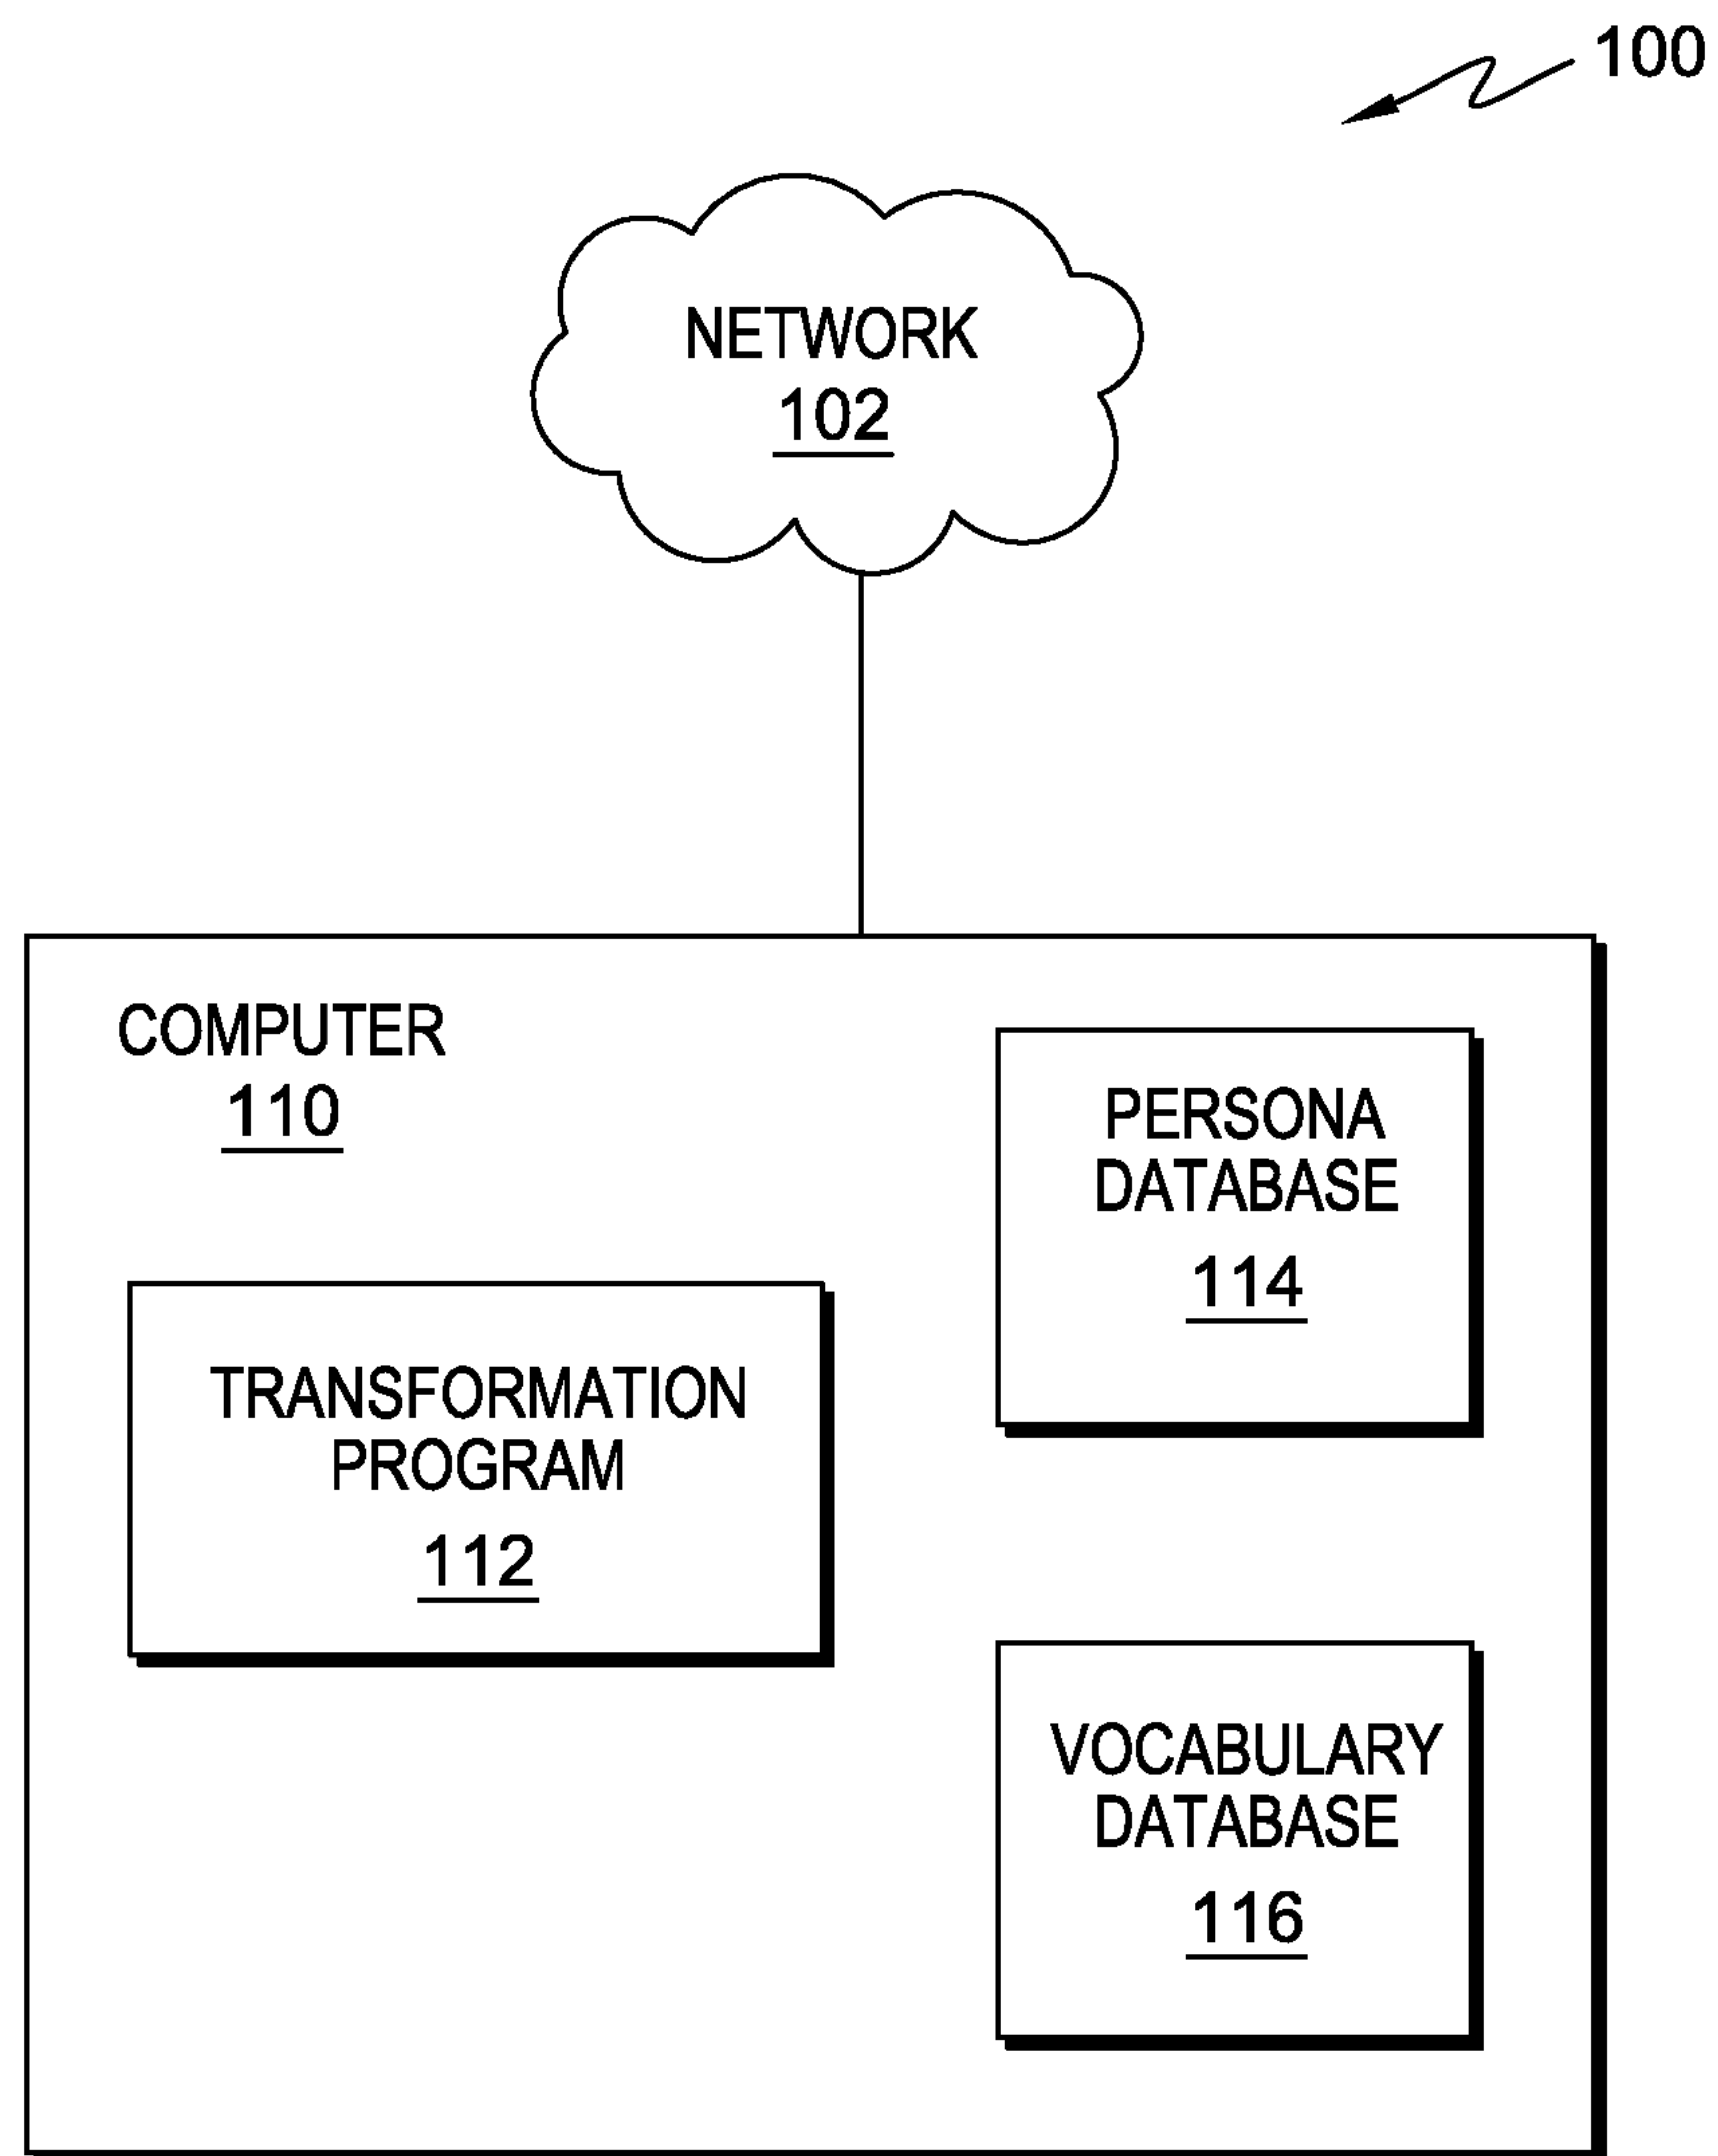 100
NETWORK
102
COMPUTER
110
PERSONA
DATABASE
114
TRANSFORMATION
PROGRAM
112
VOCABULARY
DATABASE
116